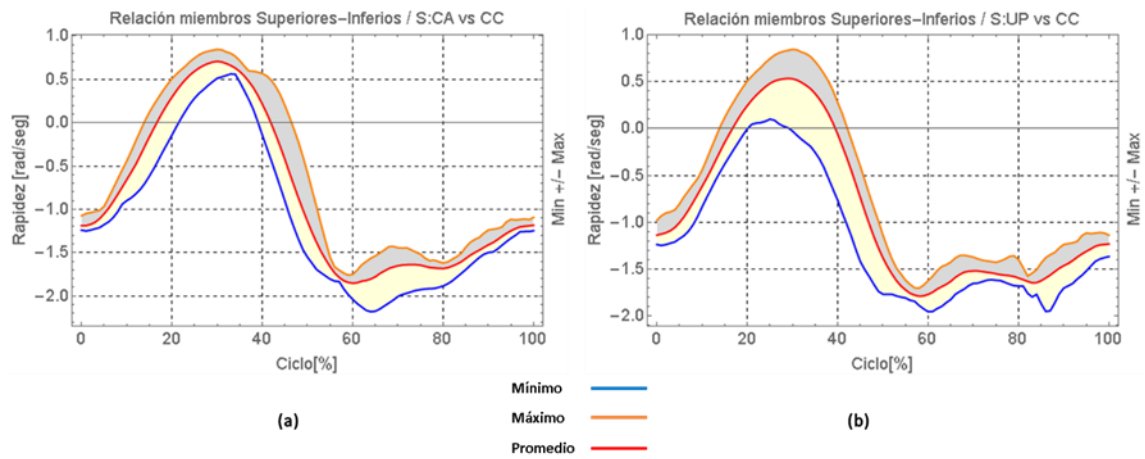 Relación miembros Superiores-Inferios / S:CA vs CC
1.0
0.5
0.0
-0.5
-1.0
-1.5
-2.0
Rapidez [rad/seg]
Min +/- Max
0 20 40 60 80 100
Ciclo[%]
(a)
Relación miembros Superiores-Inferios / S:UP vs CC
1.0
0.5
0.0
-0.5
-1.0
-1.5
-2.0
Rapidez [rad/seg]
Min +/- Max
0 20 40 60 80 100
Ciclo[%]
(b)
Mínimo
Máximo
Promedio